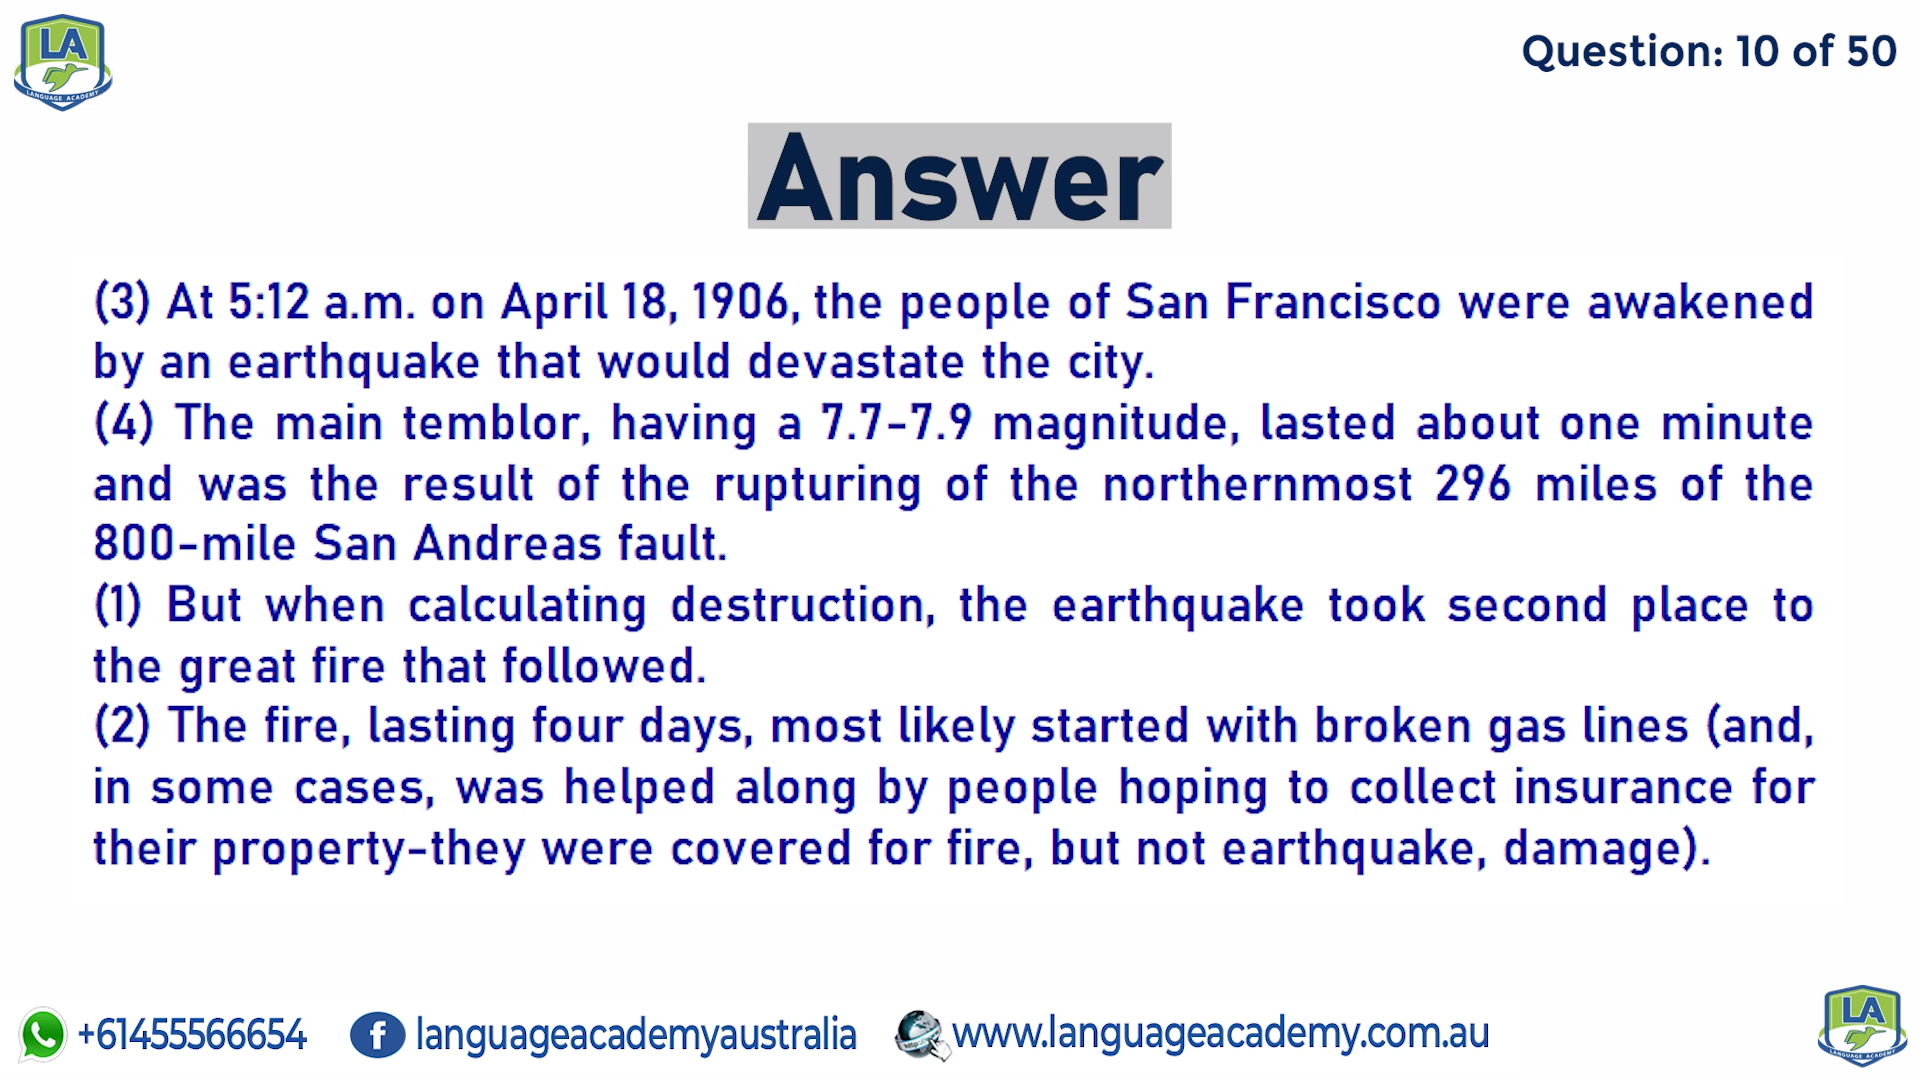 LA
LANGUAGE ACADEMY
Question: 10 of 50
Answer
(3) At 5:12 a.m. on April 18, 1906, the people of San Francisco were awakened
by an earthquake that would devastate the city.
(4) The main temblor, having a 7.7-7.9 magnitude, lasted about one minute
and was the result of the rupturing of the northernmost 296 miles of the
800-mile San Andreas fault.
(1) But when calculating destruction, the earthquake took second place to
the great fire that followed.
(2) The fire, lasting four days, most likely started with broken gas lines (and,
in some cases, was helped along by people hoping to collect insurance for
their property-they were covered for fire, but not earthquake, damage).
+61455566654
f languageacademyaustralia
www.languageacademy.com.au
LA
LANGUAGE ACADEMY